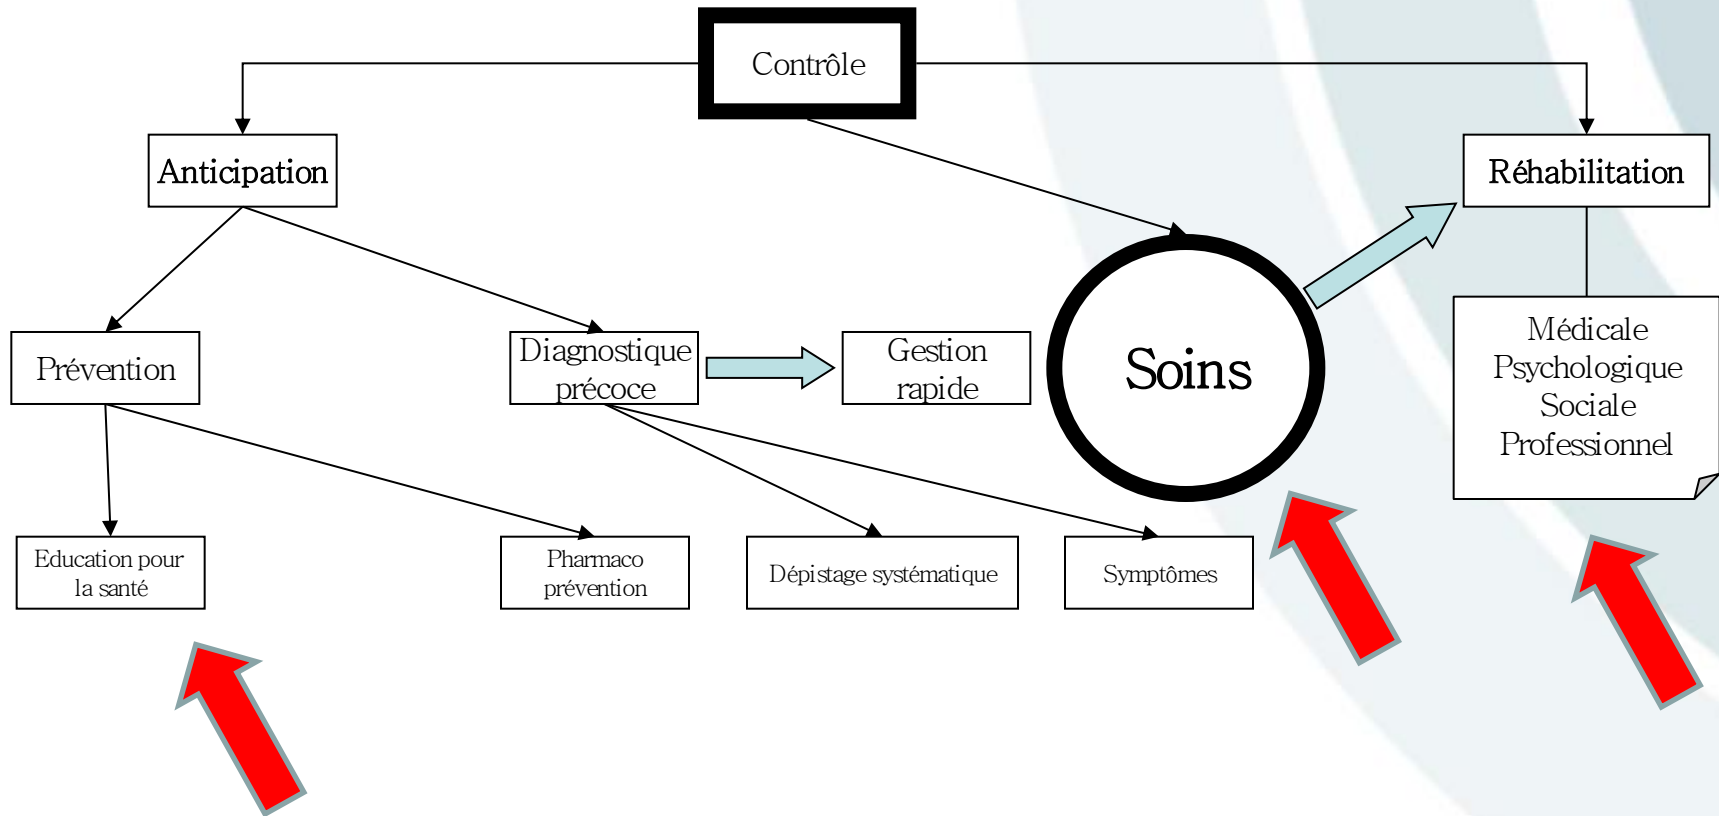 Contrôle
Anticipation
Réhabilitation
Prévention
Diagnostique
précoce
Gestion
rapide
Soins
Médicale
Psychologique
Sociale
Professionnel
Education pour
la santé
Pharmaco
prévention
Dépistage systématique
Symptômes